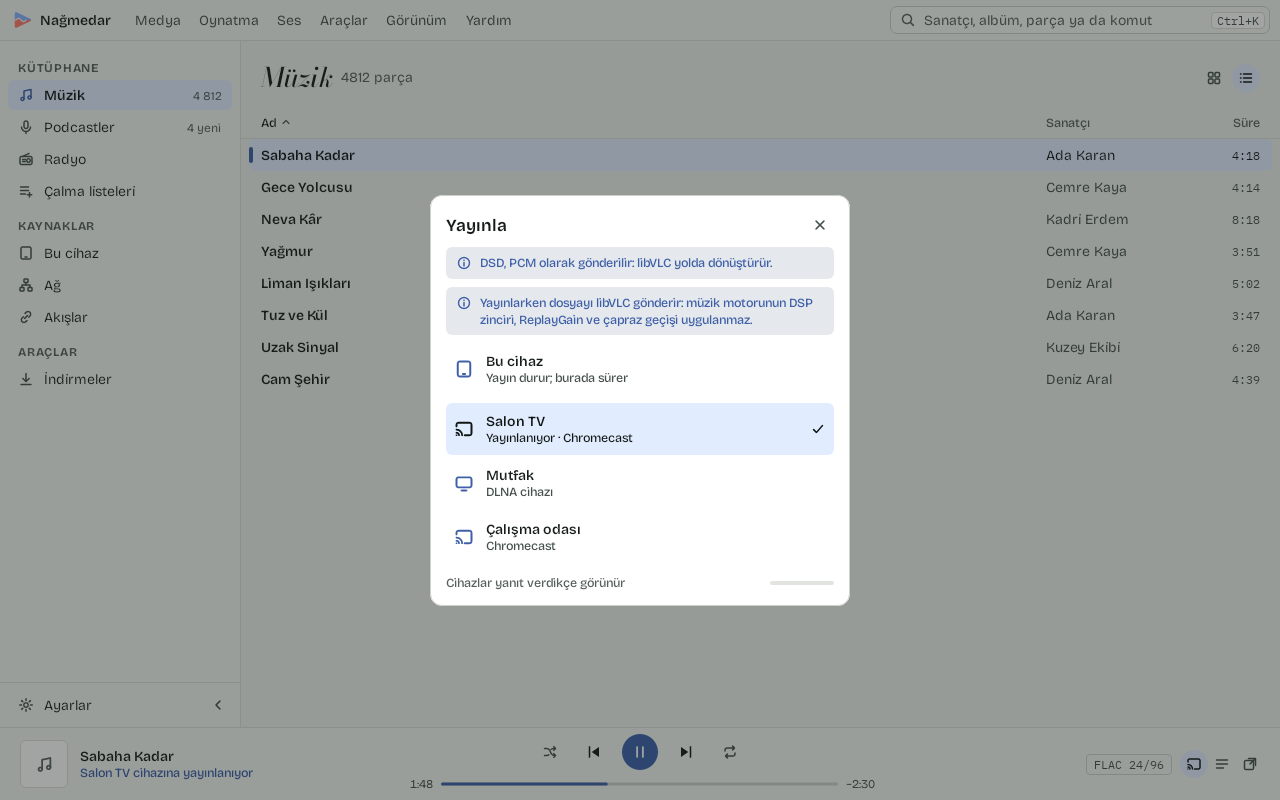 Nağmedar
Medya Oynatma Ses Araçlar Görünüm Yardım
Sanatçı, albüm, parça ya da komut Ctrl+K
KÜTÜPHANE
Müzik 4 812
Podcastler 4 yeni
Radyo
Çalma listeleri
KAYNAKLAR
Bu cihaz
Ağ
Akışlar
ARAÇLAR
İndirmeler
Ayarlar
Müzik 4812 parça
Ad Sanatçı Süre
Sabaha Kadar Ada Karan 4:18
Gece Yolcusu Cemre Kaya 4:14
Neva Kâr Kadri Erdem 8:18
Yağmur Cemre Kaya 3:51
Liman Işıkları Deniz Aral 5:02
Tuz ve Kül Ada Karan 3:47
Uzak Sinyal Kuzey Ekibi 6:20
Cam Şehir Deniz Aral 4:39
Yayınla
DSD, PCM olarak gönderilir: libVLC yolda dönüştürür.
Yayınlarken dosyayı libVLC gönderir: müzik motorunun DSP
zinciri, ReplayGain ve çapraz geçişi uygulanmaz.
Bu cihaz
Yayın durur; burada sürer
Salon TV
Yayınlanıyor · Chromecast
Mutfak
DLNA cihazı
Çalışma odası
Chromecast
Cihazlar yanıt verdikçe görünür
Sabaha Kadar
Salon TV cihazına yayınlanıyor
1:48 −2:30
FLAC 24/96